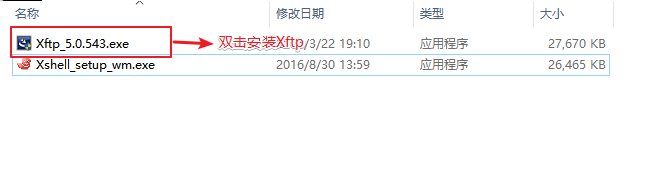 名称 修改日期 类型 大小
Xftp_5.0.543.exe 双击安装Xftp /3/22 19:10 应用程序 27,670 KB
Xshell_setup_wm.exe 2016/8/30 13:59 应用程序 26,465 KB